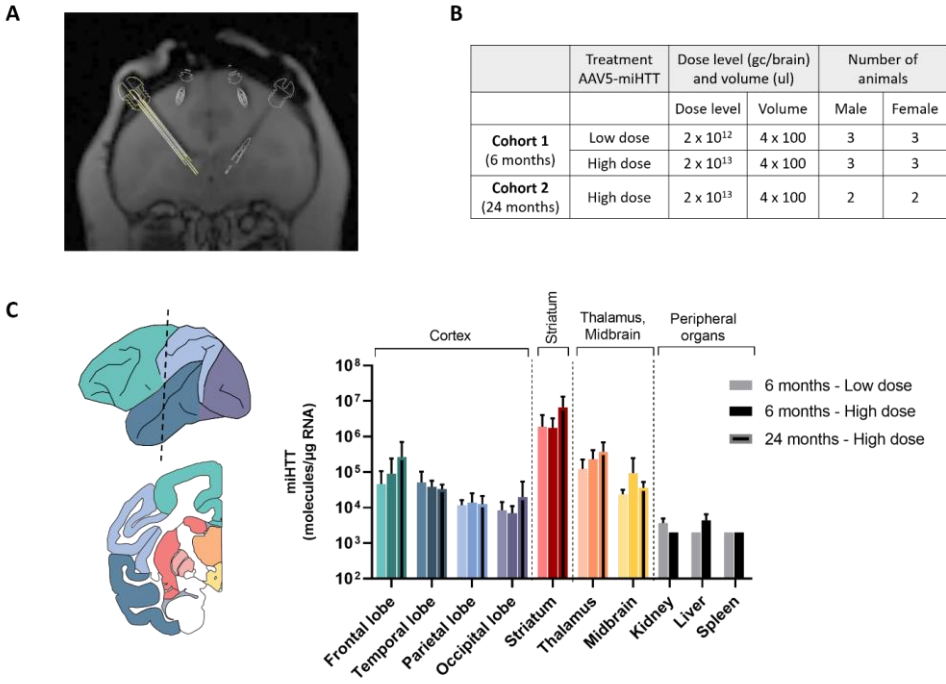 A
B
Treatment AAV5-miHTT
Dose level (gc/brain) and volume (ul)
Number of animals
Dose level
Volume
Male
Female
Cohort 1 (6 months)
Low dose
2 x 10¹²
4 x 100
3
3
High dose
2 x 10¹³
4 x 100
3
3
Cohort 2 (24 months)
High dose
2 x 10¹³
4 x 100
2
2
C
Cortex
Striatum
Thalamus, Midbrain
Peripheral organs
miHTT
(molecules/µg RNA)
10⁸
10⁷
10⁶
10⁵
10⁴
10³
10²
6 months - Low dose
6 months - High dose
24 months - High dose
Frontal lobe
Temporal lobe
Parietal lobe
Occipital lobe
Striatum
Thalamus
Midbrain
Kidney
Liver
Spleen